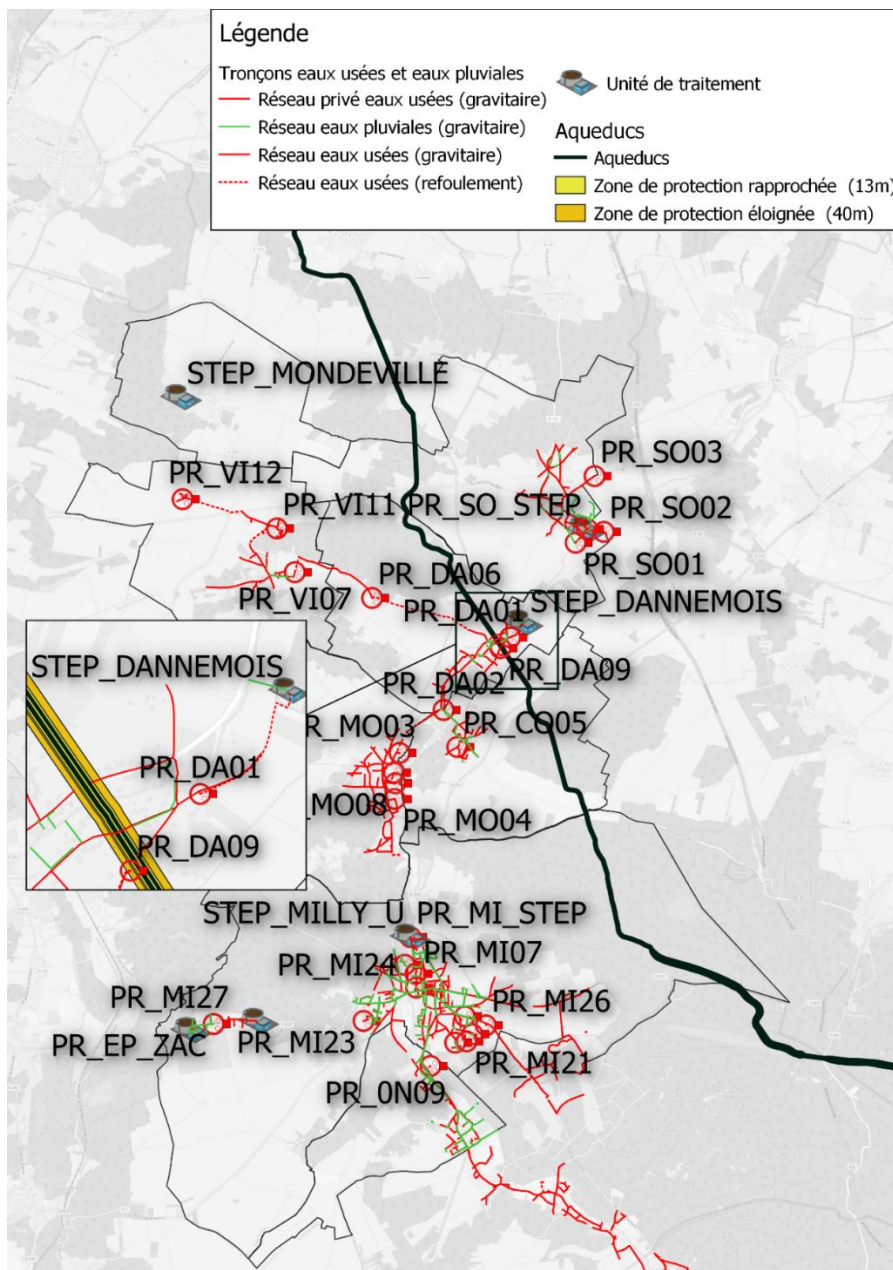 Légende
Tronçons eaux usées et eaux pluviales
Réseau privé eaux usées (gravitaire)
Réseau eaux pluviales (gravitaire)
Réseau eaux usées (gravitaire)
Réseau eaux usées (refoulement)
Unité de traitement
Aqueducs
Aqueducs
Zone de protection rapprochée (13m)
Zone de protection éloignée (40m)
STEP_MONDEVILLE
PR_SO03
PR_VI12
PR_VI11
PR_SO_STEP
PR_SO02
PR_SO01
PR_DA06
PR_VI07
PR_DA01
STEP_DANNEMOIS
PR_DA09
PR_DA02
STEP_DANNEMOIS
PR_DA01
PR_DA09
R_MO03
PR_CO05
_MO08
PR_MO04
STEP_MILLY_U
PR_MI_STEP
PR_MI24
PR_MI07
PR_MI27
PR_MI26
PR_EP_ZAC
PR_MI23
PR_MI21
PR_0N09